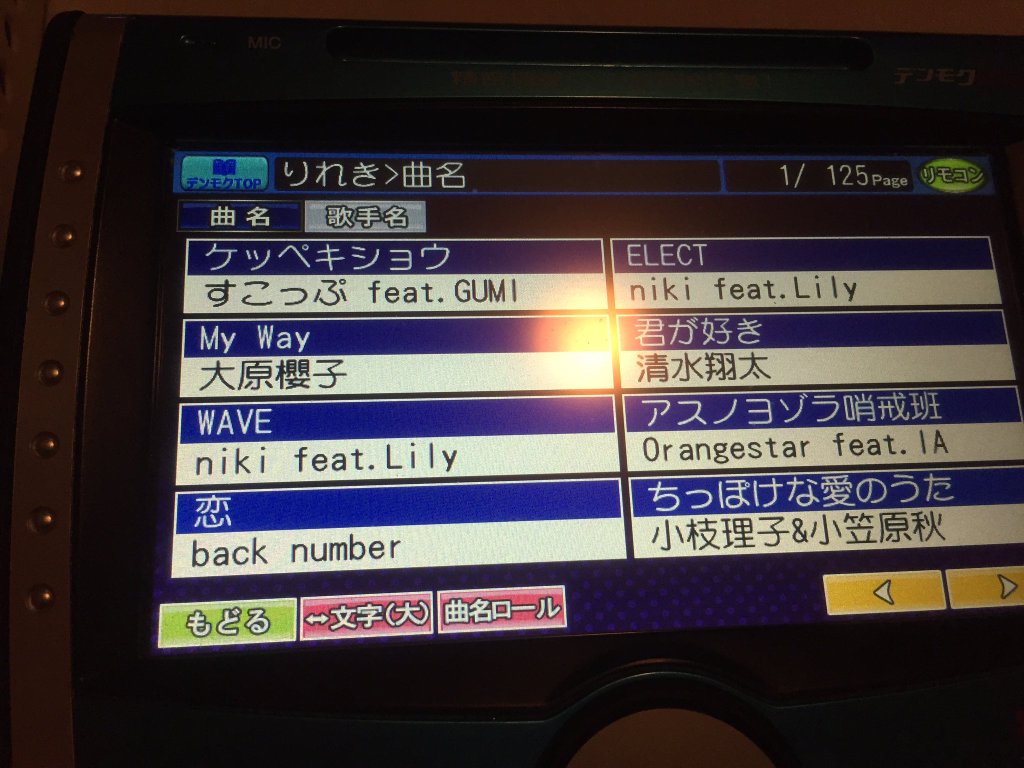 MIC
デンモク
デンモクTOP
りれき>曲名
1/ 125Page
リモコン
曲名
歌手名
ケッペキショウ
すこっぷ feat.GUMI
ELECT
niki feat.Lily
My Way
大原櫻子
君が好き
清水翔太
WAVE
niki feat.Lily
アスノヨゾラ哨戒班
Orangestar feat.IA
恋
back number
ちっぽけな愛のうた
小枝理子&小笠原秋
もどる
⇔文字(大)
曲名ロール